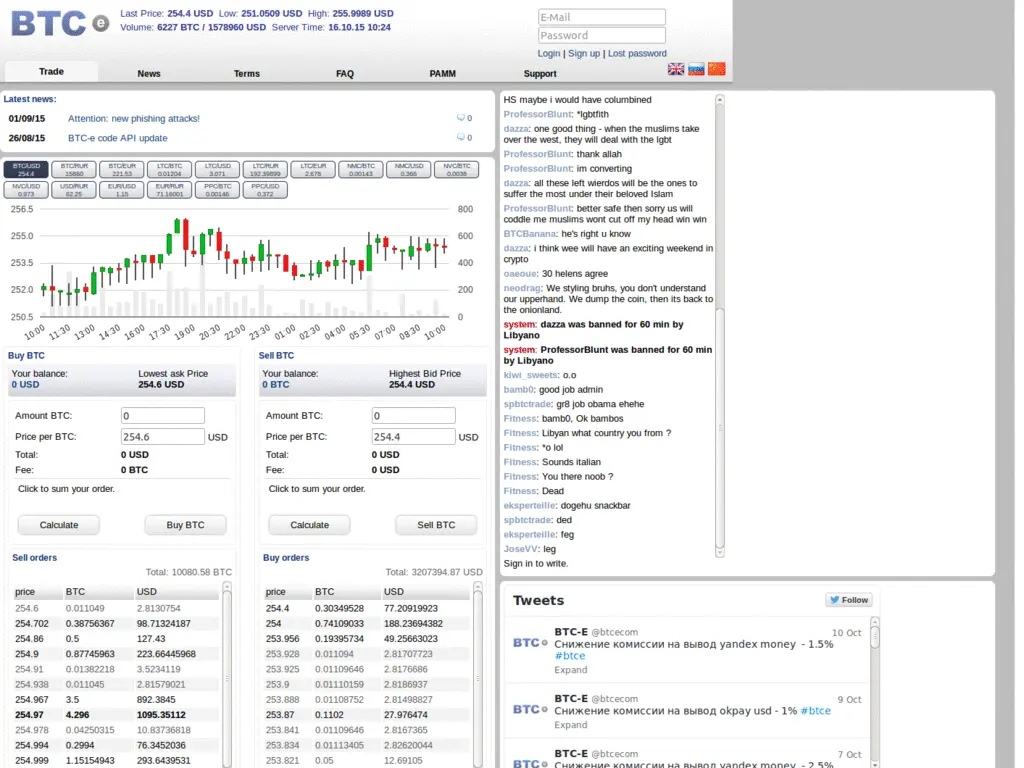 BTC e
Last Price: 254.4 USD Low: 251.0509 USD High: 255.9989 USD
Volume: 6227 BTC / 1578960 USD Server Time: 16.10.15 10:24
E-Mail
Password
Login | Sign up | Lost password
Trade News Terms FAQ PAMM Support
Latest news:
01/09/15 Attention: new phishing attacks! 0
26/08/15 BTC-e code API update 0
BTC/USD BTC/RUR BTC/EUR LTC/BTC LTC/USD LTC/RUR LTC/EUR NMC/BTC NMC/USD NVC/BTC
254.4 15860 221.53 0.01204 3.071 192.39899 2.678 0.00143 0.366 0.0038
NVC/USD USD/RUR EUR/USD EUR/RUR PPC/BTC PPC/USD
0.973 62.25 1.15 71.16001 0.00146 0.372
256.5 800
255.0 600
253.5 400
252.0 200
250.5 0
10:00 11:30 13:00 14:30 16:00 17:30 19:00 20:30 22:00 23:30 01:00 02:30 04:00 05:30 07:00 08:30 10:00
Buy BTC
Your balance: Lowest ask Price
0 USD 254.6 USD
Amount BTC: 0
Price per BTC: 254.6 USD
Total: 0 USD
Fee: 0 BTC
Click to sum your order.
Calculate Buy BTC
Sell BTC
Your balance: Highest Bid Price
0 BTC 254.4 USD
Amount BTC: 0
Price per BTC: 254.4 USD
Total: 0 USD
Fee: 0 USD
Click to sum your order.
Calculate Sell BTC
Sell orders
Total: 10080.58 BTC
price BTC USD
254.6 0.011049 2.8130754
254.702 0.38756367 98.71324187
254.86 0.5 127.43
254.9 0.87745963 223.66445968
254.91 0.01382218 3.5234119
254.938 0.011045 2.81579021
254.967 3.5 892.3845
254.97 4.296 1095.35112
254.978 0.04250315 10.83736818
254.994 0.2994 76.3452036
254.999 1.15154943 293.6439531
Buy orders
Total: 3207394.87 USD
price BTC USD
254.4 0.30349528 77.20919923
254 0.74109033 188.23694382
253.956 0.19395734 49.25663023
253.928 0.011094 2.81707723
253.925 0.01109646 2.8176686
253.9 0.01110159 2.8186937
253.888 0.01108752 2.81498827
253.87 0.1102 27.976474
253.841 0.01109646 2.8167365
253.834 0.01113405 2.82620044
253.821 0.05 12.69105
HS maybe i would have columbined
ProfessorBlunt: *lgbtfith
dazza: one good thing - when the muslims take
over the west, they will deal with the lgbt
ProfessorBlunt: thank allah
ProfessorBlunt: im converting
dazza: all these left wierdos will be the ones to
suffer the most under their beloved Islam
ProfessorBlunt: better safe then sorry us will
coddle me muslims wont cut off my head win win
BTCBanana: he's right u know
dazza: i think wee will have an exciting weekend in
crypto
oaeoue: 30 helens agree
neodrag: We styling bruhs, you don't understand
our upperhand. We dump the coin, then its back to
the onionland.
system: dazza was banned for 60 min by
Libyano
system: ProfessorBlunt was banned for 60 min
by Libyano
kiwi_sweets: o.o
bamb0: good job admin
spbtctrade: gr8 job obama ehehe
Fitness: bamb0, Ok bambos
Fitness: Libyan what country you from ?
Fitness: *o lol
Fitness: Sounds italian
Fitness: You there noob ?
Fitness: Dead
eksperteille: dogehu snackbar
spbtctrade: ded
eksperteille: feg
JoseVV: leg
Sign in to write.
Tweets Follow
BTC-E @btcecom 10 Oct
Снижение комиссии на вывод yandex money - 1.5%
#btce
Expand
BTC-E @btcecom 9 Oct
Снижение комиссии на вывод okpay usd - 1% #btce
Expand
BTC-E @btcecom 7 Oct
Снижение комиссии на вывод yandex money - 2.5%